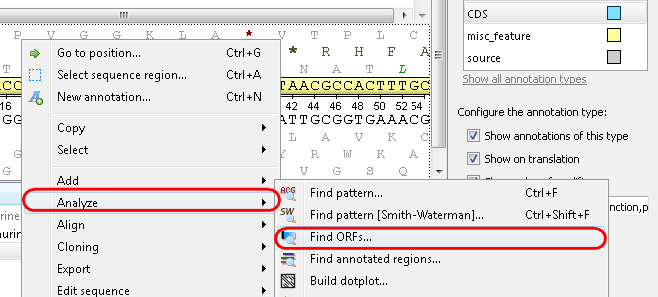 V G P L K L A * P T L C V
* R H F A
T N A T L
CDS
misc_feature
source
Show all annotation types
Configure the annotation type:
Show annotations of this type
Show on translation
Go to position... Ctrl+G
Select sequence region... Ctrl+A
New annotation... Ctrl+N
Copy
Select
Add
Analyze
Align
Cloning
Export
Edit sequence
TAACGCCACTTTGC
16 42 44 46 48 50 52 54
ATTGCGGTGAAACG
L A V K C
V G S Q
Find pattern... Ctrl+F
Find pattern [Smith-Waterman]... Ctrl+Shift+F
Find ORFs...
Find annotated regions...
Build dotplot...
nction,p